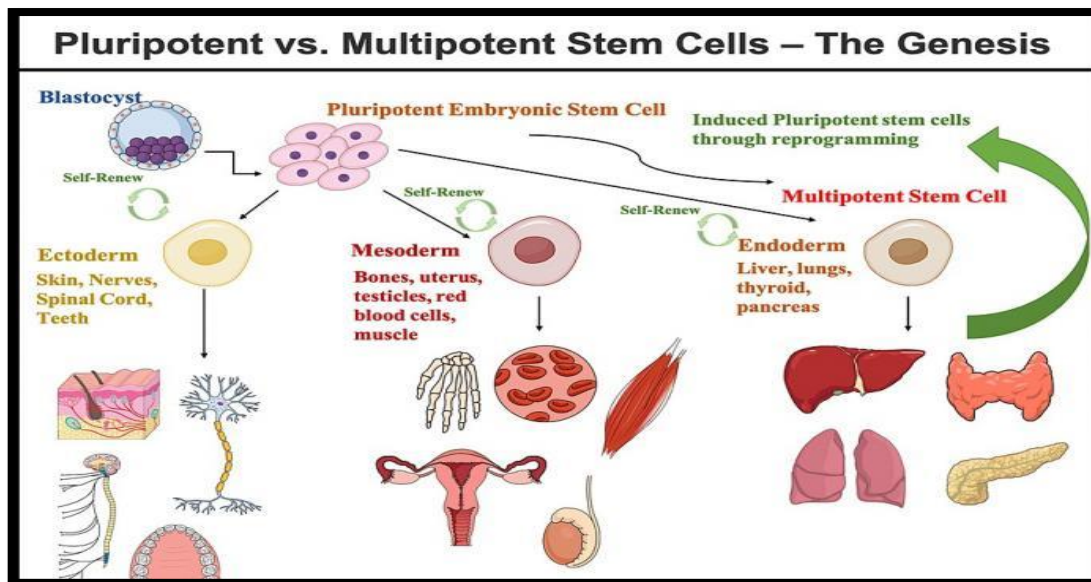 Pluripotent vs. Multipotent Stem Cells – The Genesis
Blastocyst
Pluripotent Embryonic Stem Cell
Induced Pluripotent stem cells
through reprogramming
Self-Renew
Self-Renew
Self-Renew
Multipotent Stem Cell
Ectoderm
Skin, Nerves,
Spinal Cord,
Teeth
Mesoderm
Bones, uterus,
testicles, red
blood cells,
muscle
Endoderm
Liver, lungs,
thyroid,
pancreas